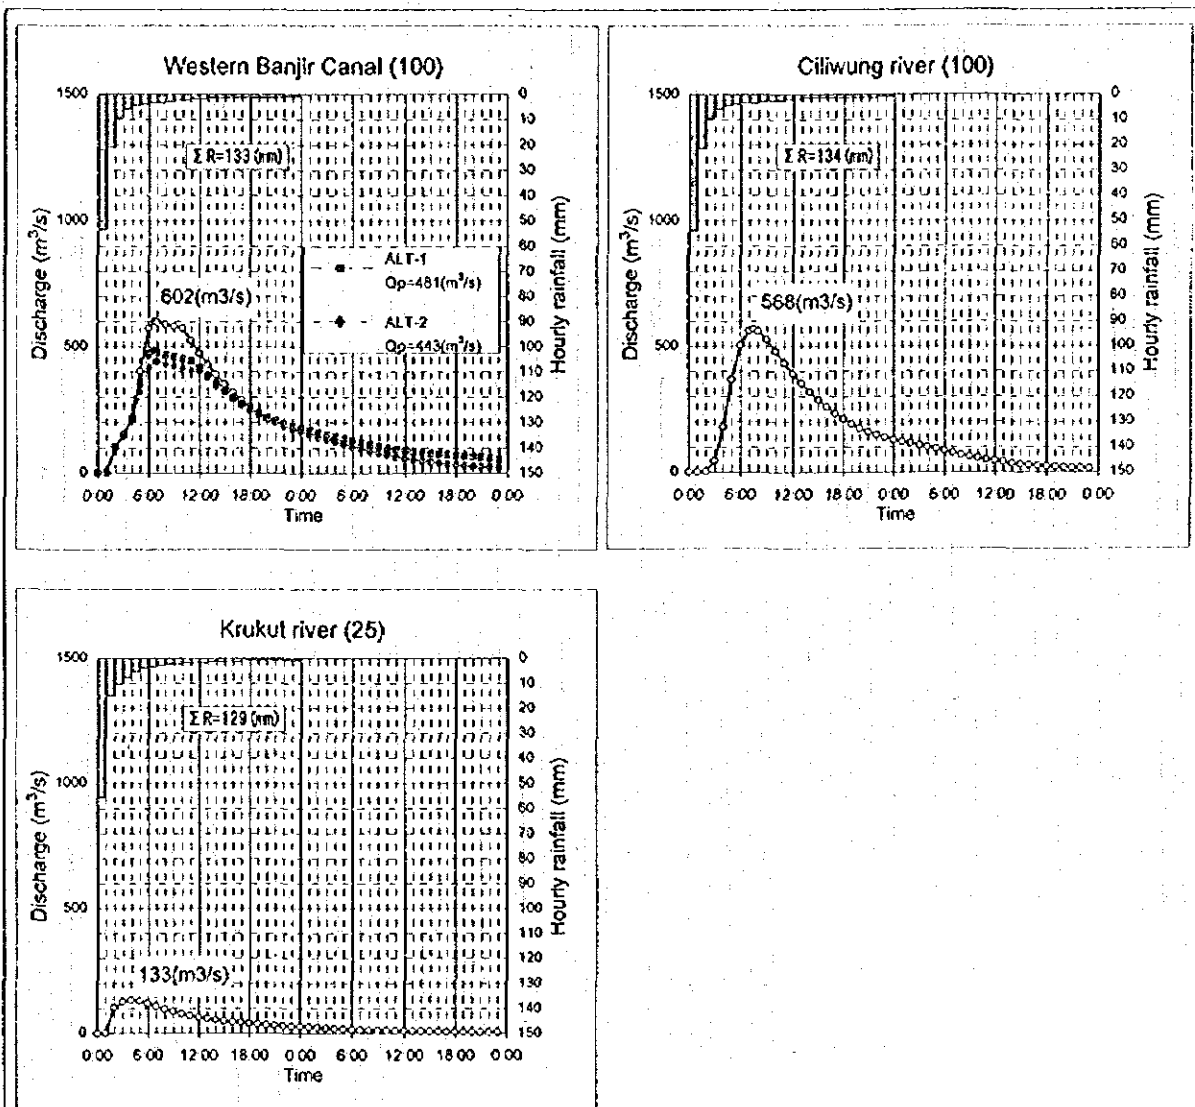 Western Banjir Canal (100)
1500
1000
500
0
Discharge (m³/s)
Σ R=133 (mm)
602(m3/s)
ALT-1
Qp=481(m³/s)
ALT-2
Qp=443(m³/s)
0
10
20
30
40
50
60
70
80
90
100
110
120
130
140
150
Hourly rainfall (mm)
0:00 6:00 12:00 18:00 0:00 6:00 12:00 18:00 0:00
Time
Ciliwung river (100)
1500
1000
500
0
Discharge (m³/s)
Σ R=134 (mm)
568(m3/s)
0
10
20
30
40
50
60
70
80
90
100
110
120
130
140
150
Hourly rainfall (mm)
0:00 6:00 12:00 18:00 0:00 6:00 12:00 18:00 0:00
Time
Krukut river (25)
1500
1000
500
0
Discharge (m³/s)
Σ R=129 (mm)
133(m3/s)
0
10
20
30
40
50
60
70
80
90
100
110
120
130
140
150
Hourly rainfall (mm)
0:00 6:00 12:00 18:00 0:00 6:00 12:00 18:00 0:00
Time